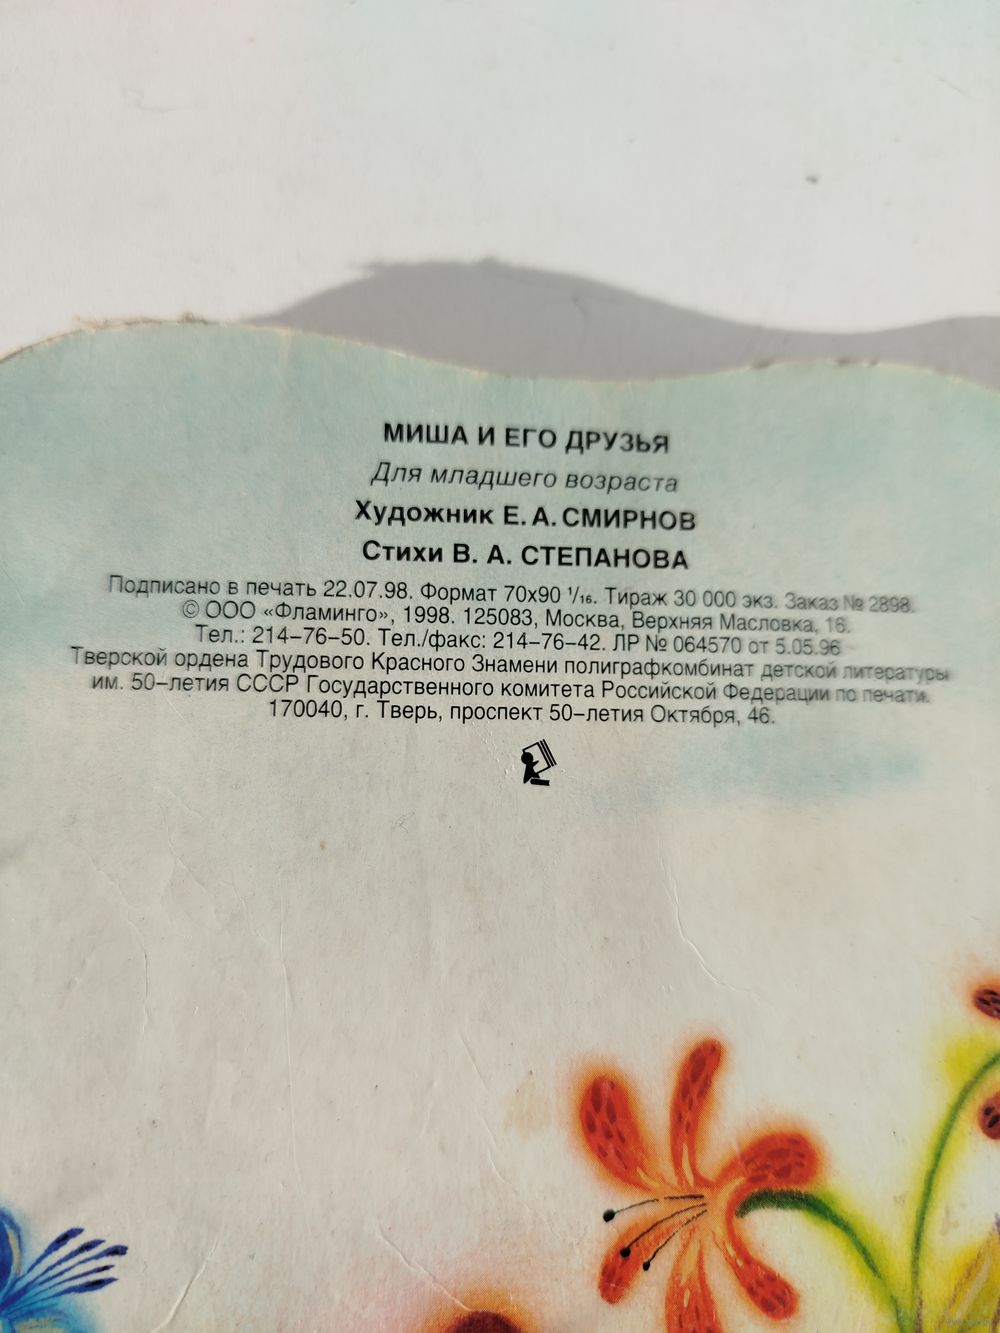 МИША И ЕГО ДРУЗЬЯ
Для младшего возраста
Художник Е. А. СМИРНОВ
Стихи В. А. СТЕПАНОВА
Подписано в печать 22.07.98. Формат 70х90 ¹/₁₆. Тираж 30 000 экз. Заказ № 2898.
© ООО «Фламинго», 1998. 125083, Москва, Верхняя Масловка, 16.
Тел.: 214–76–50. Тел./факс: 214–76–42. ЛР № 064570 от 5.05.96
Тверской ордена Трудового Красного Знамени полиграфкомбинат детской литературы
им. 50–летия СССР Государственного комитета Российской Федерации по печати.
170040, г. Тверь, проспект 50–летия Октября, 46.